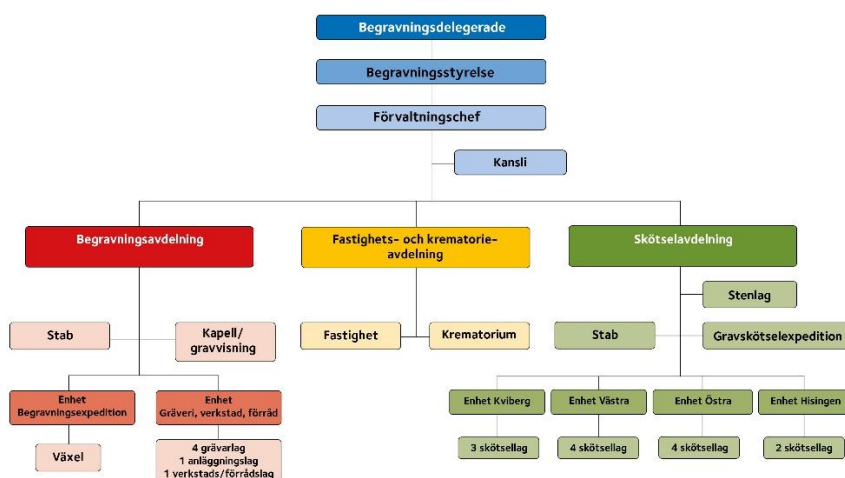 Begravningsdelegerade
Begravningsstyrelse
Förvaltningschef
Kansli
Begravningsavdelning
Fastighets- och krematorie-
avdelning
Skötselavdelning
Stenlag
Stab
Kapell/
gravvisning
Fastighet
Krematorium
Stab
Gravskötselexpedition
Enhet
Begravningsexpedition
Enhet
Gräveri, verkstad, förråd
Enhet Kviberg
Enhet Västra
Enhet Östra
Enhet Hisingen
Växel
4 grävarlag
1 anläggningslag
1 verkstads/förrådslag
3 skötsellag
4 skötsellag
4 skötsellag
2 skötsellag